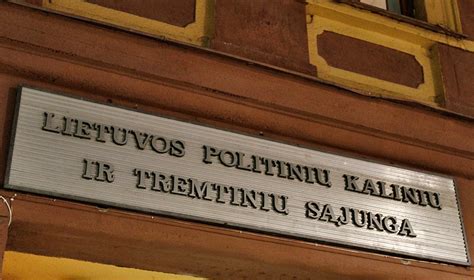 LIETUVOS POLITINIŲ KALINIŲ
IR TREMTINIŲ SĄJUNGA